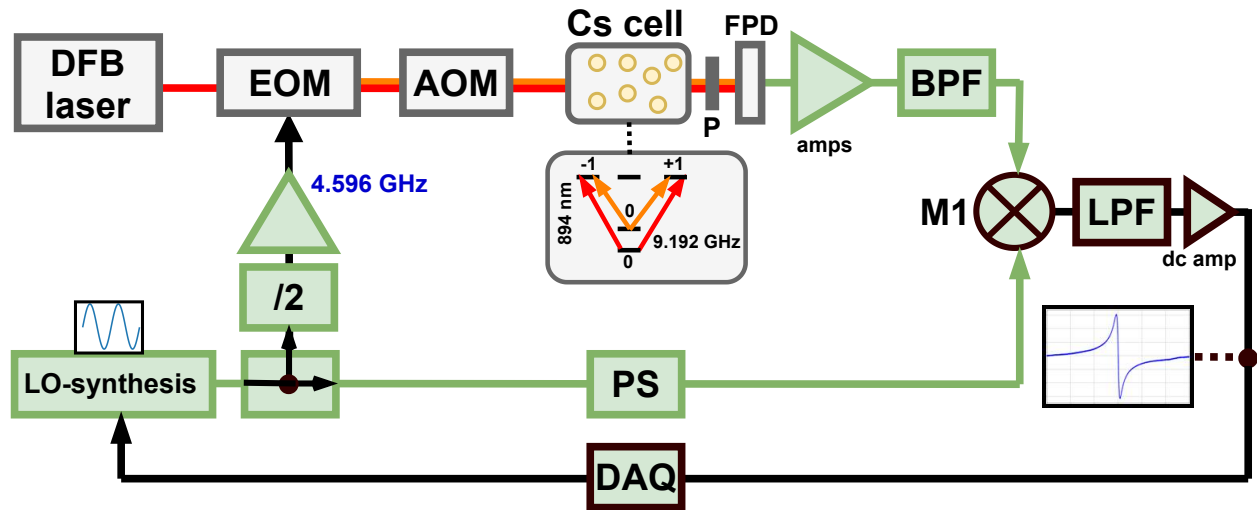 DFB
laser
EOM
AOM
Cs cell
P
FPD
amps
BPF
4.596 GHz
-1
+1
0
0
894 nm
9.192 GHz
M1
LPF
dc amp
/2
LO-synthesis
PS
DAQ